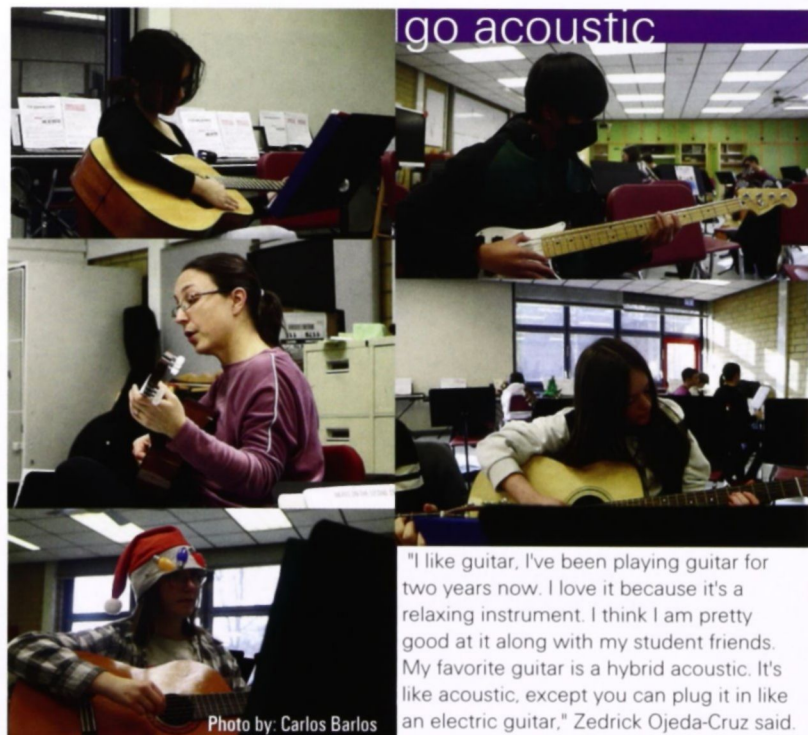 go acoustic
"I like guitar, I've been playing guitar for
two years now. I love it because it's a
relaxing instrument. I think I am pretty
good at it along with my student friends.
My favorite guitar is a hybrid acoustic. It's
like acoustic, except you can plug it in like
an electric guitar," Zedrick Ojeda-Cruz said.
Photo by: Carlos Barlos